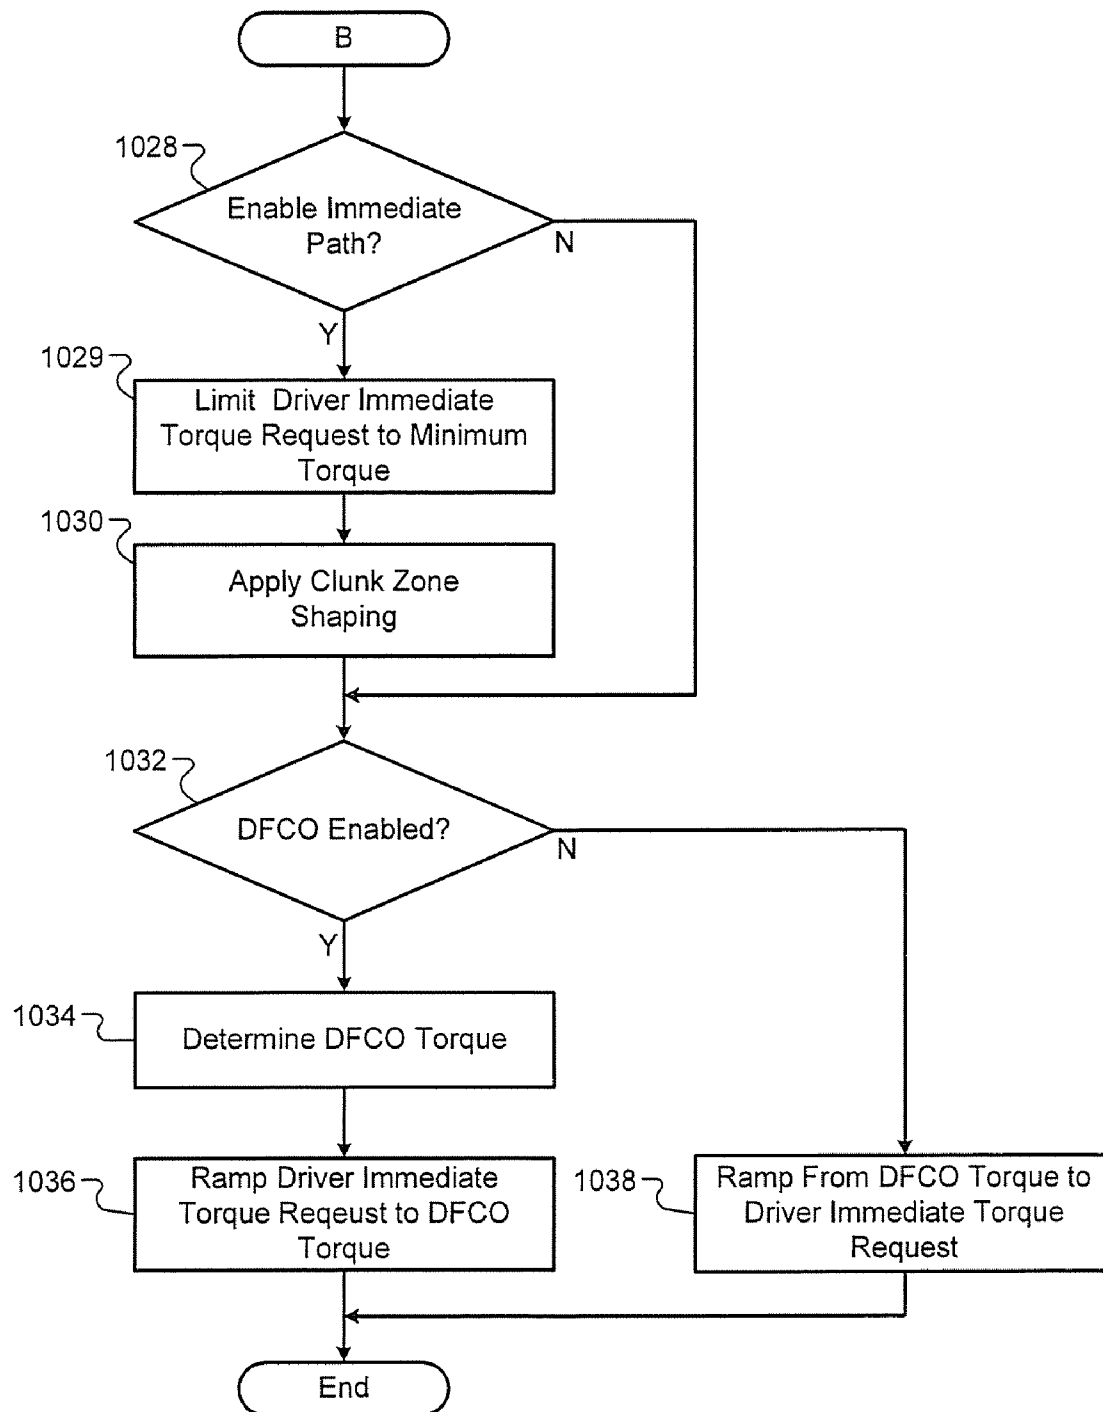 B
1028
Enable Immediate
Path?
N
Y
1029
Limit Driver Immediate
Torque Request to Minimum
Torque
1030
Apply Clunk Zone
Shaping
1032
DFCO Enabled?
N
Y
1034
Determine DFCO Torque
1036
Ramp Driver Immediate
Torque Reqeust to DFCO
Torque
1038
Ramp From DFCO Torque to
Driver Immediate Torque
Request
End